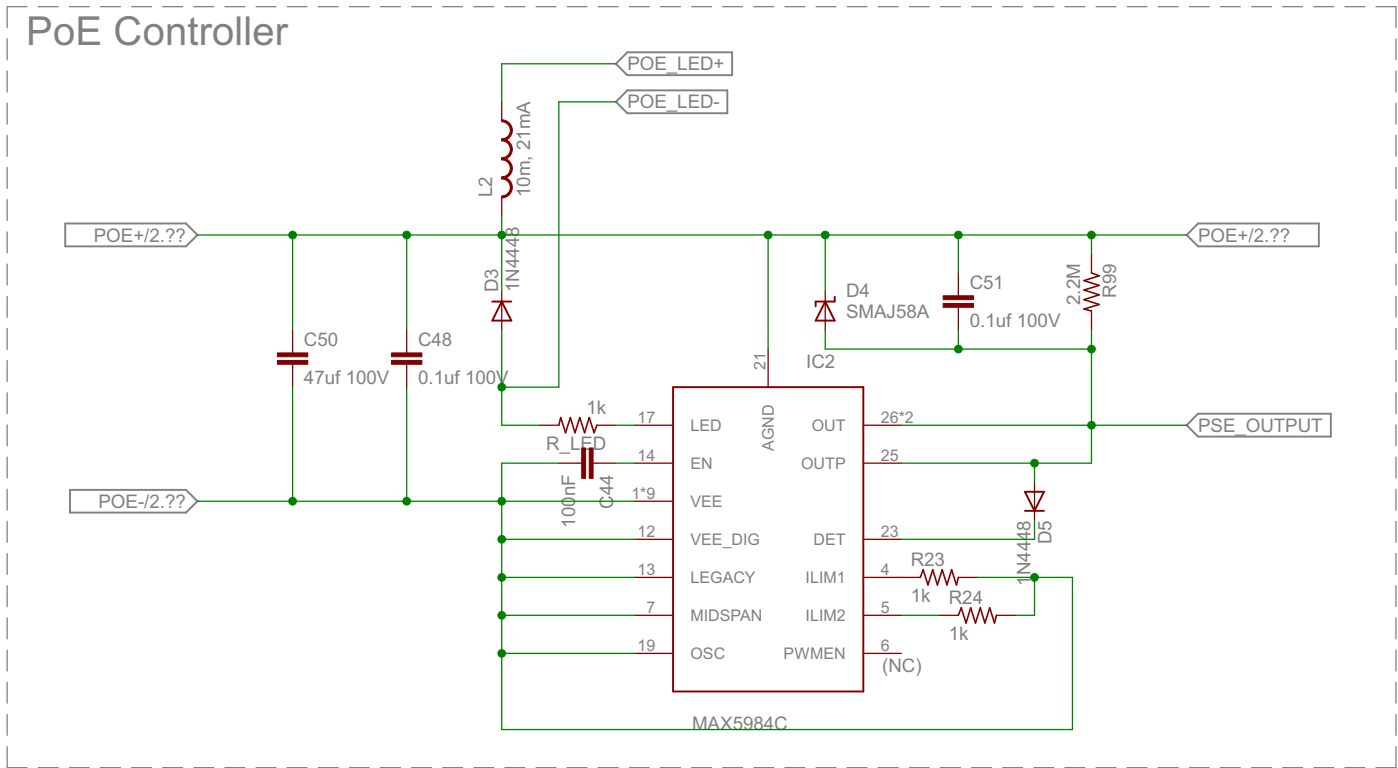 PoE Controller
POE_LED+
POE_LED-
10m, 21mA
L2
POE+/2.??
POE+/2.??
1N4448
D3
D4
SMAJ58A
C51
0.1uf 100V
2.2M
R99
C50
47uf 100V
C48
0.1uf 100V
21
IC2
1k
R_LED
17
LED
AGND
OUT
26*2
PSE_OUTPUT
14
EN
OUTP
25
100nF
C44
POE-/2.??
1*9
VEE
12
VEE_DIG
DET
23
1N4448
D5
13
LEGACY
ILIM1
4
R23
1k
7
MIDSPAN
ILIM2
5
R24
1k
19
OSC
PWMEN
6
(NC)
MAX5984C